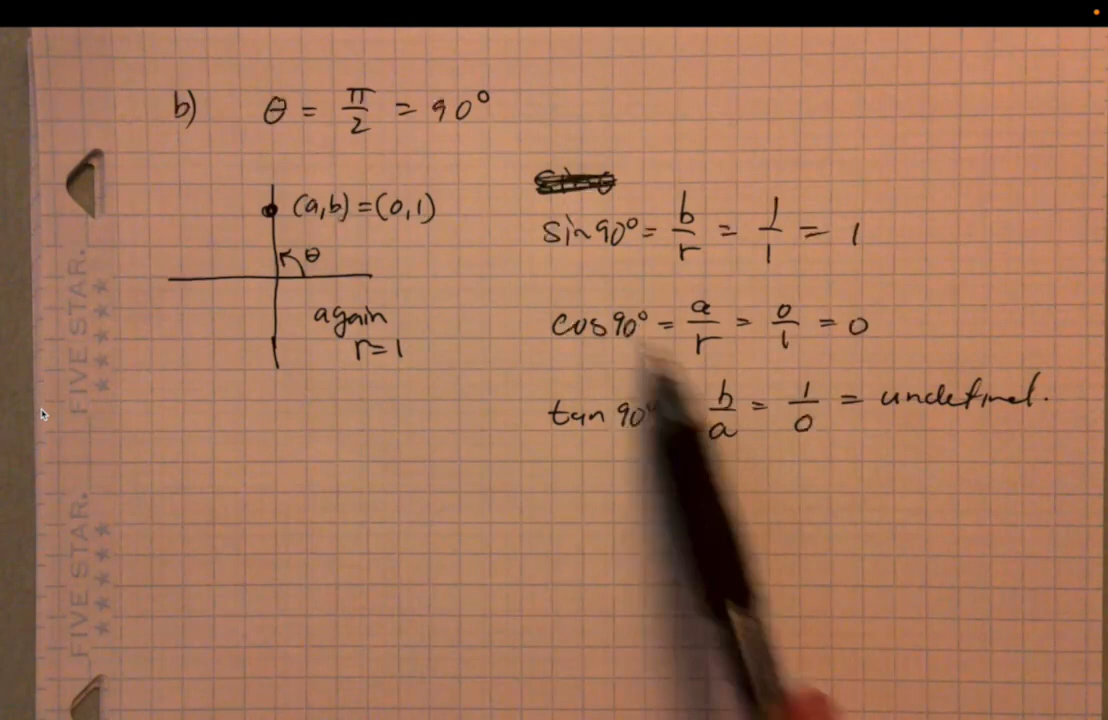 b) θ = π/2 = 90°
(a,b) = (0,1)
θ
again
r=1
sin 90° = b/r = 1/1 = 1
cos 90° = a/r = 0/1 = 0
tan 90° b/a = 1/0 = undefined.
FIVE STAR.
FIVE STAR.